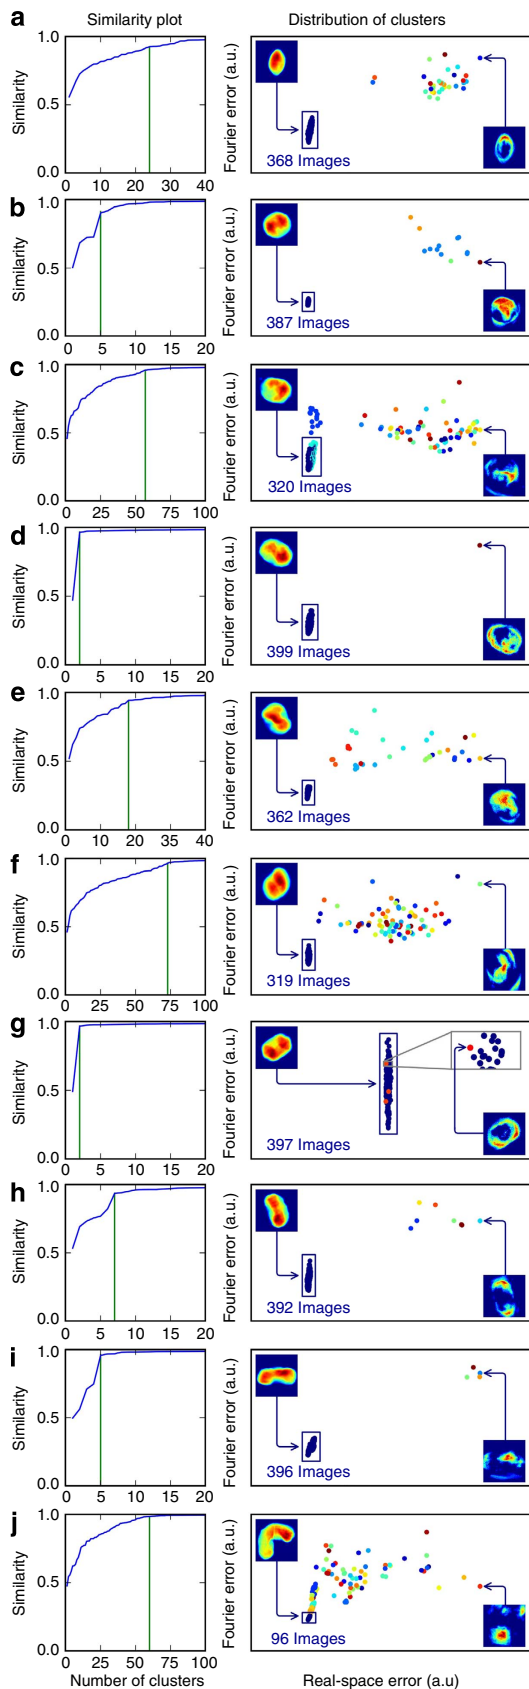 Similarity plot
Distribution of clusters
a
Similarity
1.0
0.5
0.0
0 10 20 30 40
Fourier error (a.u.)
368 Images
b
Similarity
1.0
0.5
0.0
0 5 10 15 20
Fourier error (a.u.)
387 Images
c
Similarity
1.0
0.5
0.0
0 25 50 75 100
Fourier error (a.u.)
320 Images
d
Similarity
1.0
0.5
0.0
0 5 10 15 20
Fourier error (a.u.)
399 Images
e
Similarity
1.0
0.5
0.0
0 10 20 35 40
Fourier error (a.u.)
362 Images
f
Similarity
1.0
0.5
0.0
0 25 50 75 100
Fourier error (a.u.)
319 Images
g
Similarity
1.0
0.5
0.0
0 5 10 15 20
Fourier error (a.u.)
397 Images
h
Similarity
1.0
0.5
0.0
0 5 10 15 20
Fourier error (a.u.)
392 Images
i
Similarity
1.0
0.5
0.0
0 5 10 15 20
Fourier error (a.u.)
396 Images
j
Similarity
1.0
0.5
0.0
0 25 50 75 100
Fourier error (a.u.)
96 Images
Number of clusters
Real-space error (a.u)